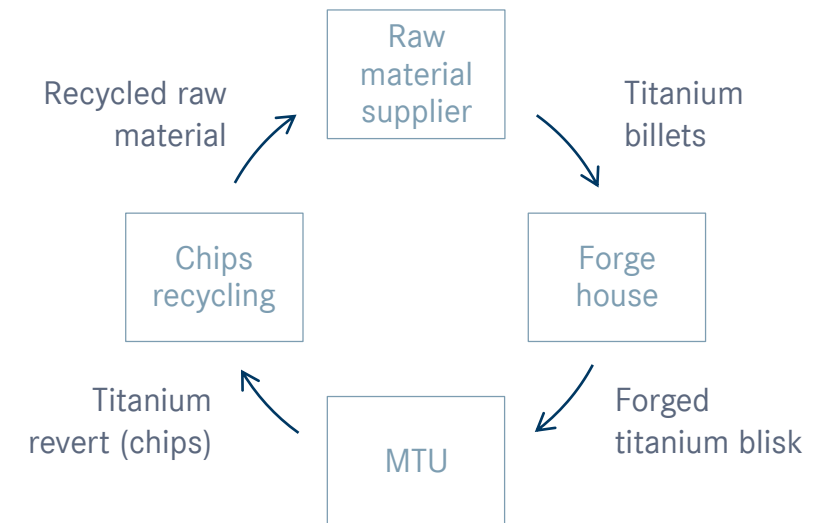 Raw
material
supplier
Recycled raw
material
Titanium
billets
Chips
recycling
Forge
house
Titanium
revert (chips)
MTU
Forged
titanium blisk